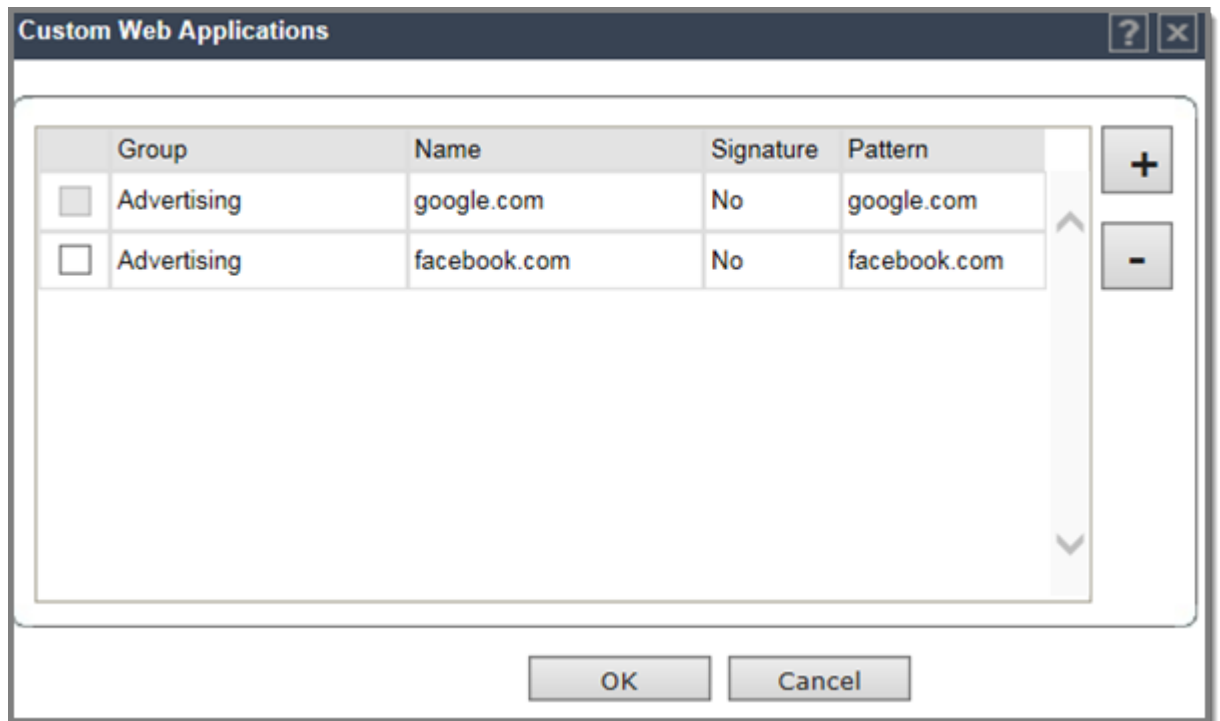 Custom Web Applications ? x
Group Name Signature Pattern
+
Advertising google.com No google.com
Advertising facebook.com No facebook.com
-
OK Cancel